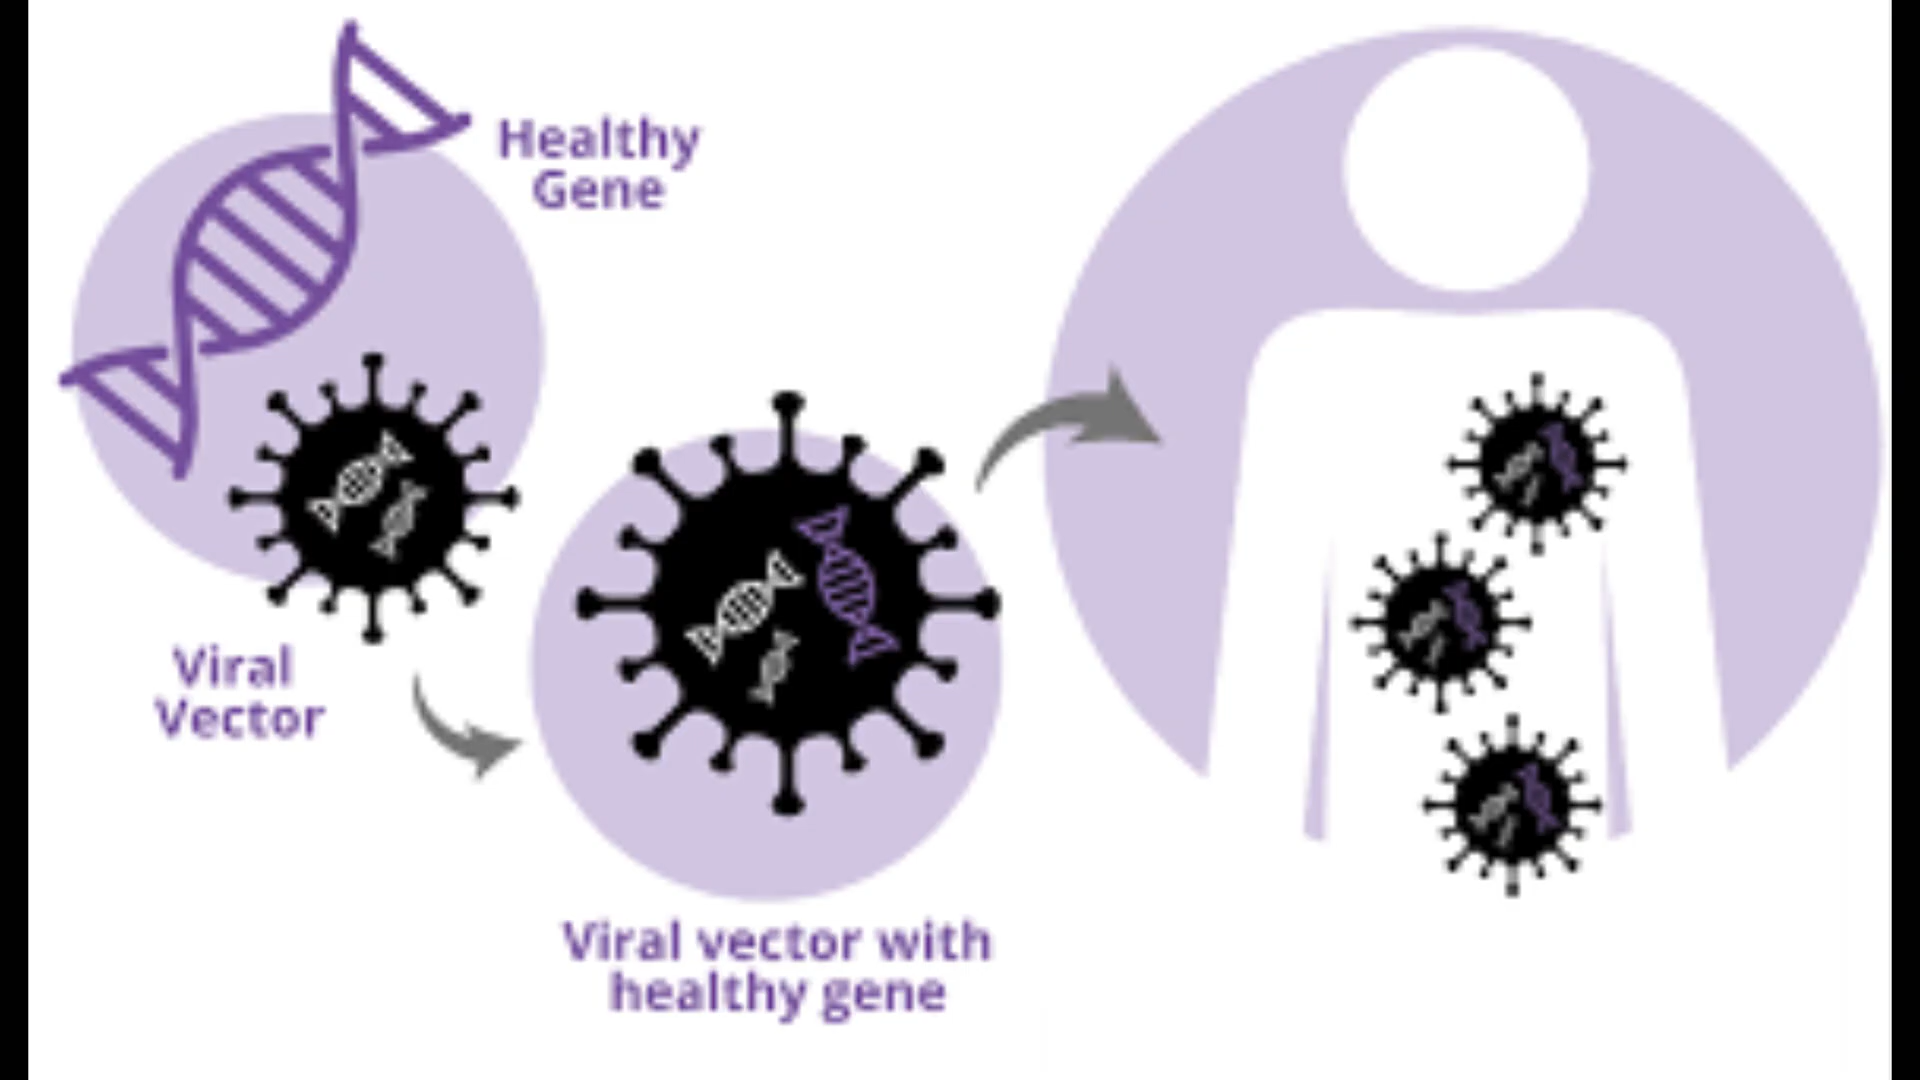 Healthy
Gene
Viral
Vector
Viral vector with
healthy gene